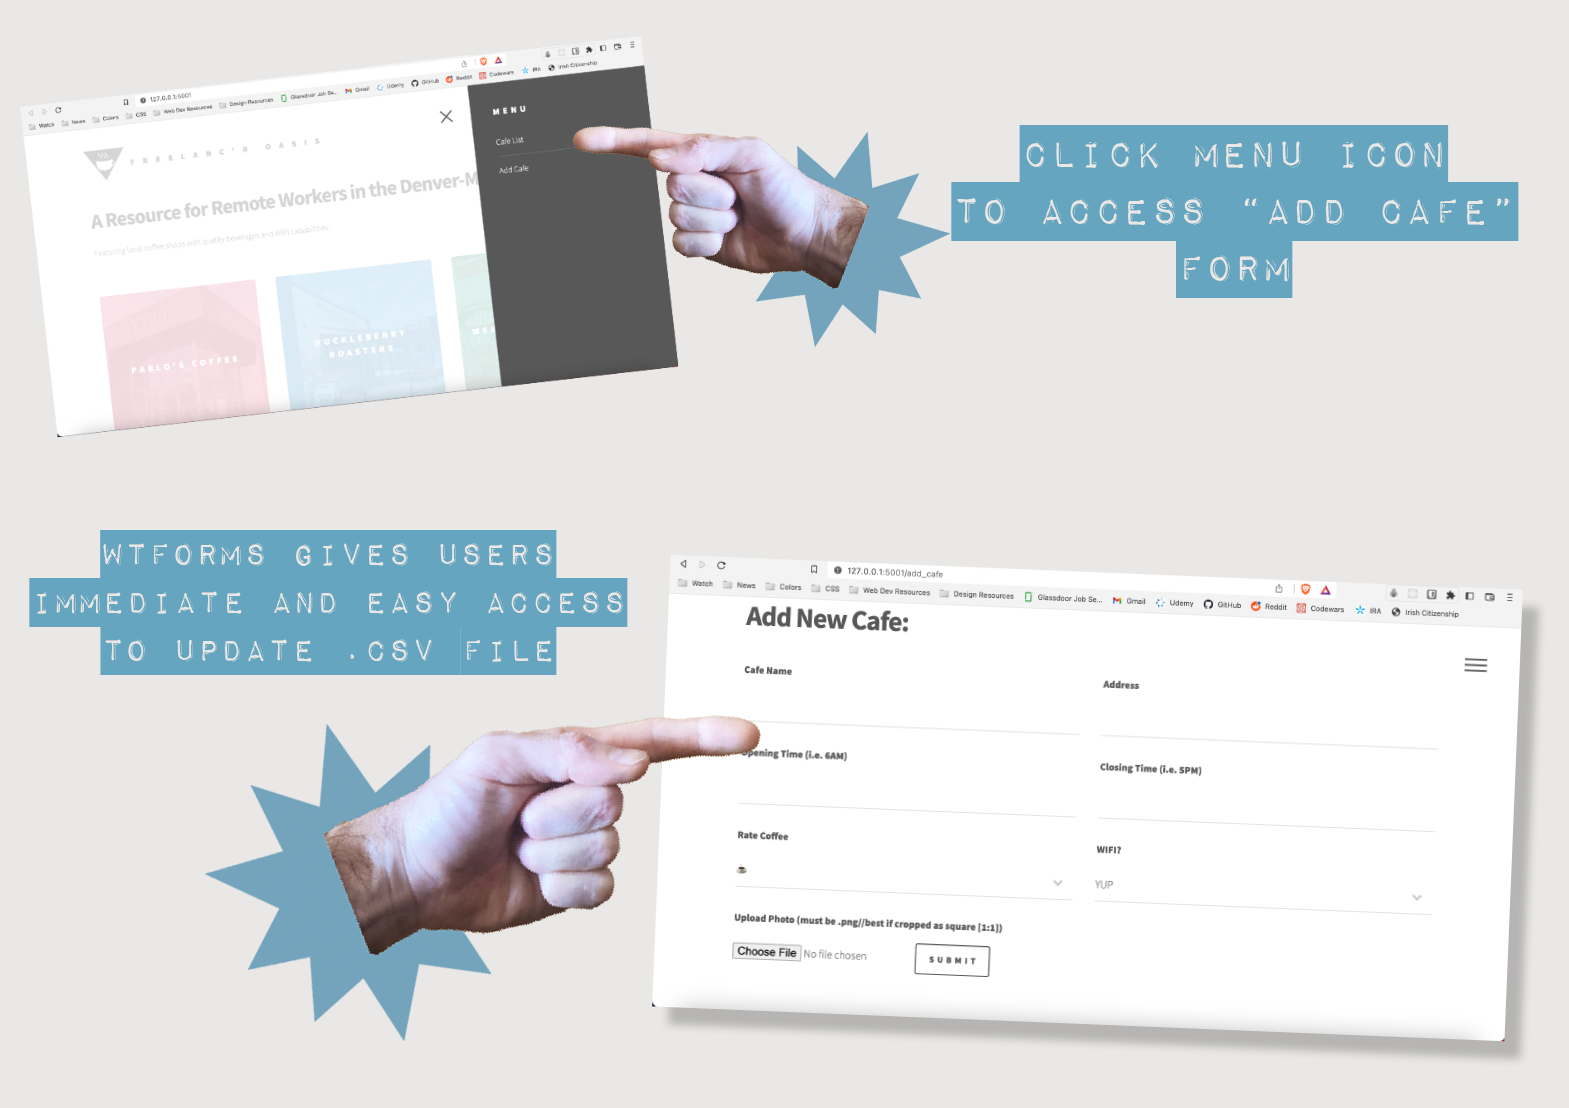 127.0.0.1:5001
Watch News Colors CSS Web Dev Resources Design Resources Glassdoor Job Se... Gmail Udemy GitHub Reddit Codewars IRA Irish Citizenship
FREELANC'R OASIS
A Resource for Remote Workers in the Denver-M
Featuring local coffee shops with quality beverages and WiFi capabilities.
PABLO'S COFFEE
HUCKLEBERRY
ROASTERS
MENU
Cafe List
Add Cafe
CLICK MENU ICON
TO ACCESS “ADD CAFE”
FORM
WTFORMS GIVES USERS
IMMEDIATE AND EASY ACCESS
TO UPDATE .CSV FILE
127.0.0.1:5001/add_cafe
Watch News Colors CSS Web Dev Resources Design Resources Glassdoor Job Se... Gmail Udemy GitHub Reddit Codewars IRA Irish Citizenship
Add New Cafe:
Cafe Name
Address
Opening Time (i.e. 6AM)
Closing Time (i.e. 5PM)
Rate Coffee
☕
WIFI?
YUP
Upload Photo (must be .png//best if cropped as square [1:1])
Choose File No file chosen
SUBMIT